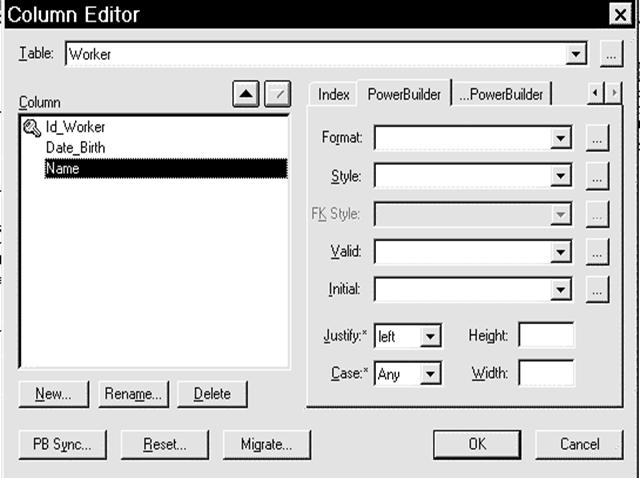 Column Editor
Table: Worker ...
Column
Id_Worker
Date_Birth
Name
Index PowerBuilder ...PowerBuilder
Format: ...
Style: ...
FK Style: ...
Valid: ...
Initial: ...
Justify:* left Height:
Case:* Any Width:
New... Rename... Delete
PB Sync... Reset... Migrate... OK Cancel